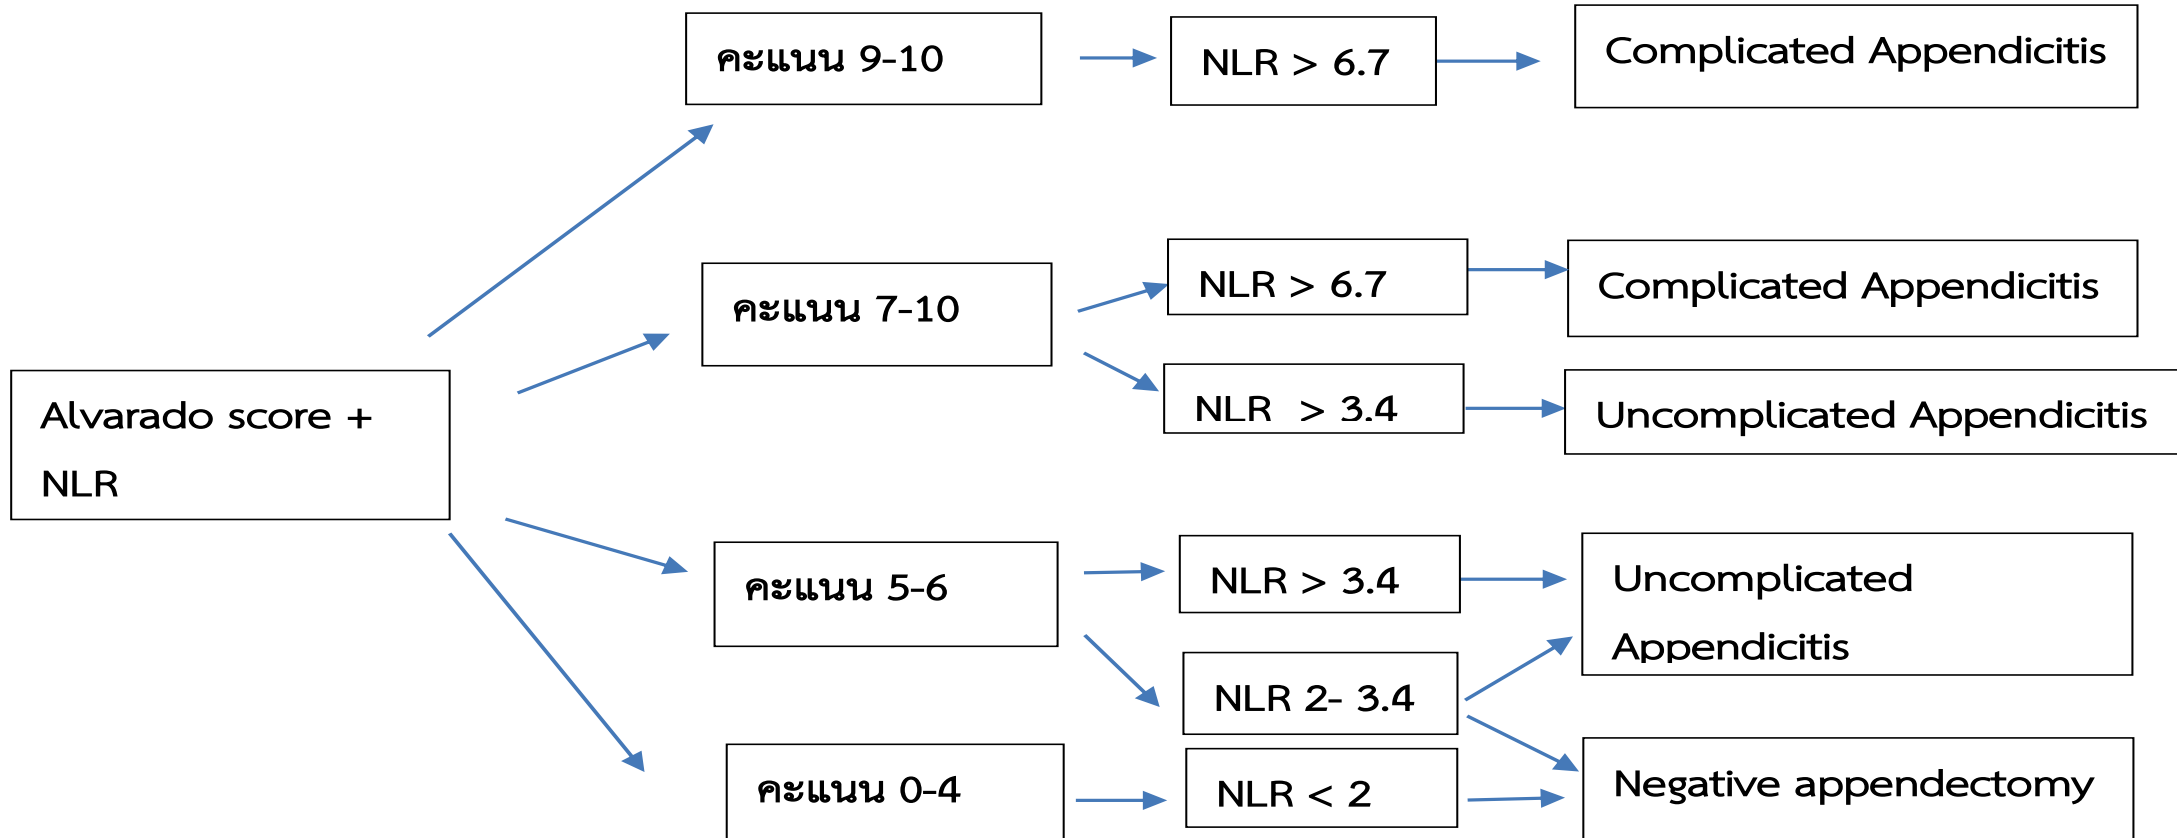 คะแนน 9-10
NLR > 6.7
Complicated Appendicitis
คะแนน 7-10
NLR > 6.7
Complicated Appendicitis
NLR > 3.4
Uncomplicated Appendicitis
Alvarado score +
NLR
คะแนน 5-6
NLR > 3.4
Uncomplicated
Appendicitis
NLR 2- 3.4
คะแนน 0-4
NLR < 2
Negative appendectomy